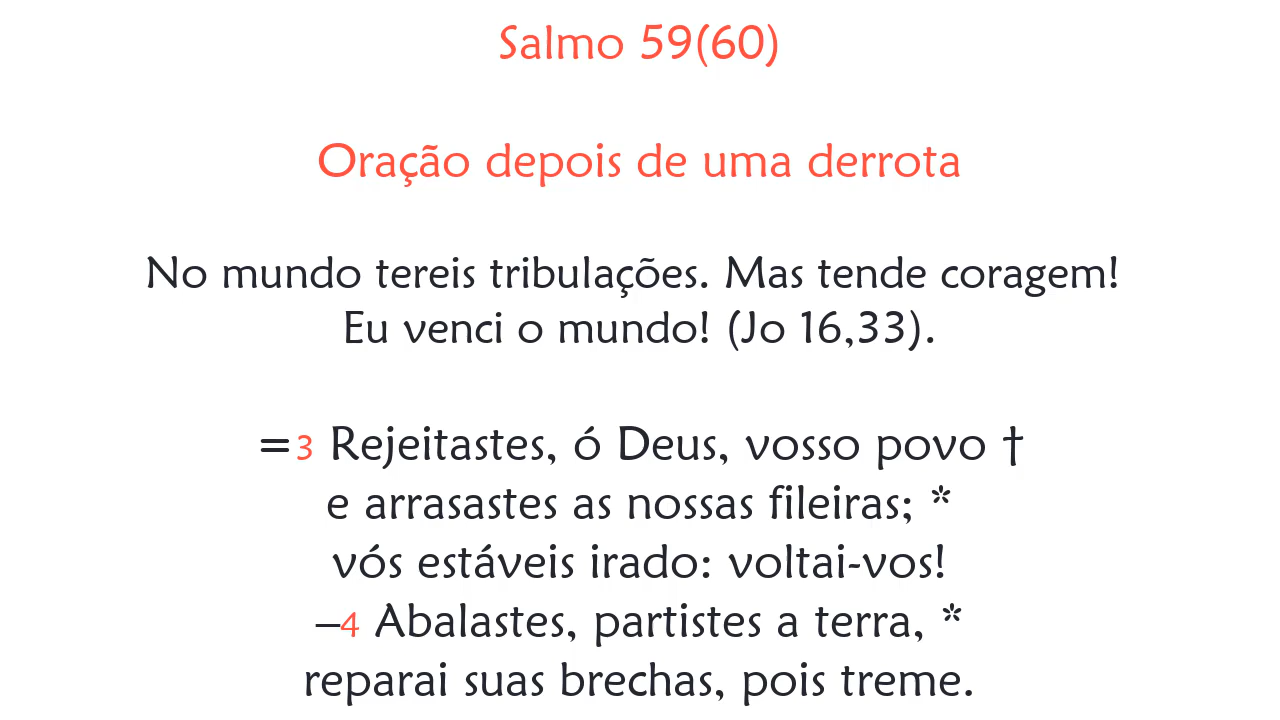 Salmo 59(60)
Oração depois de uma derrota
No mundo tereis tribulações. Mas tende coragem!
Eu venci o mundo! (Jo 16,33).
=3 Rejeitastes, ó Deus, vosso povo †
e arrasastes as nossas fileiras; *
vós estáveis irado: voltai-vos!
–4 Abalastes, partistes a terra, *
reparai suas brechas, pois treme.